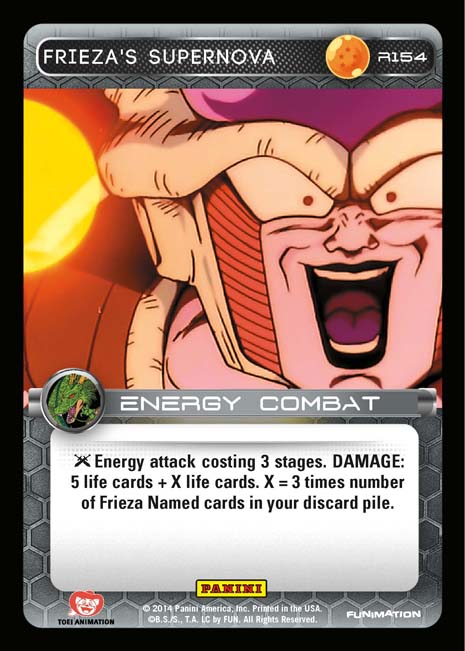 FRIEZA'S SUPERNOVA R154
ENERGY COMBAT
Energy attack costing 3 stages. DAMAGE:
5 life cards + X life cards. X = 3 times number
of Frieza Named cards in your discard pile.
PANINI
© 2014 Panini America, Inc. Printed in the USA.
©B.S./S., T.A. LC by FUN. All Rights Reserved.
TOEI ANIMATION
FUNIMATION